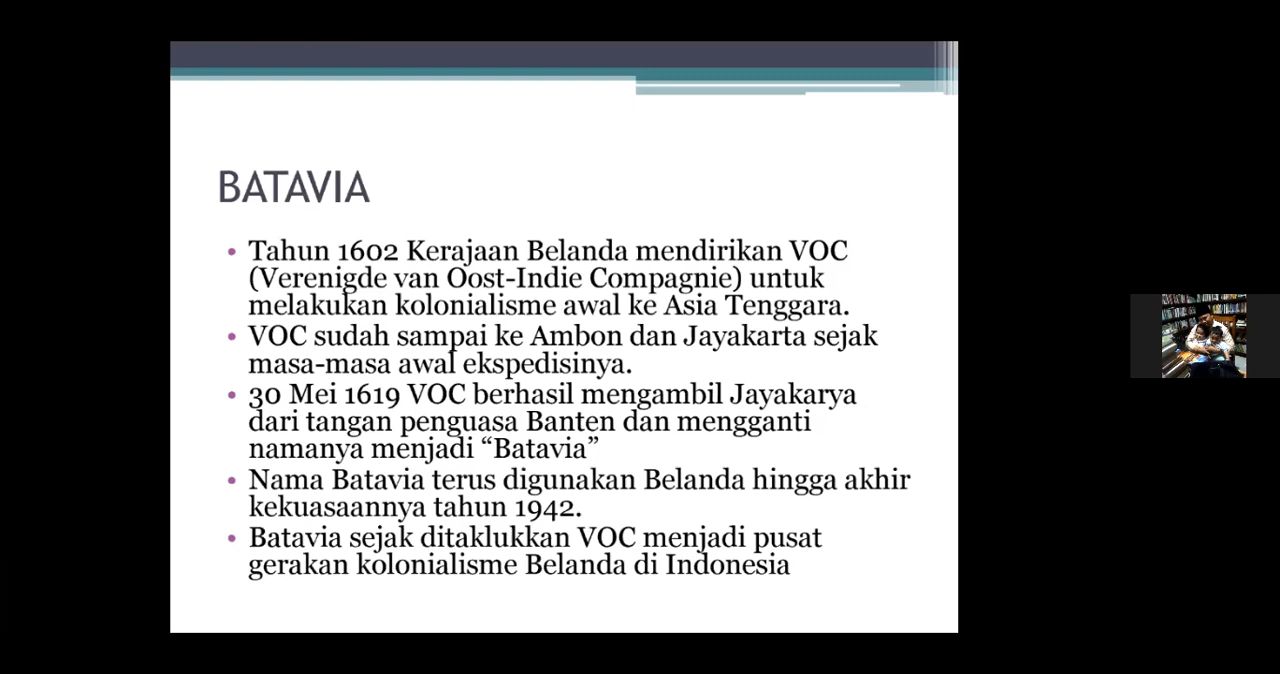 BATAVIA
• Tahun 1602 Kerajaan Belanda mendirikan VOC
(Verenigde van Oost-Indie Compagnie) untuk
melakukan kolonialisme awal ke Asia Tenggara.
• VOC sudah sampai ke Ambon dan Jayakarta sejak
masa-masa awal ekspedisinya.
• 30 Mei 1619 VOC berhasil mengambil Jayakarya
dari tangan penguasa Banten dan mengganti
namanya menjadi “Batavia”
• Nama Batavia terus digunakan Belanda hingga akhir
kekuasaannya tahun 1942.
• Batavia sejak ditaklukkan VOC menjadi pusat
gerakan kolonialisme Belanda di Indonesia